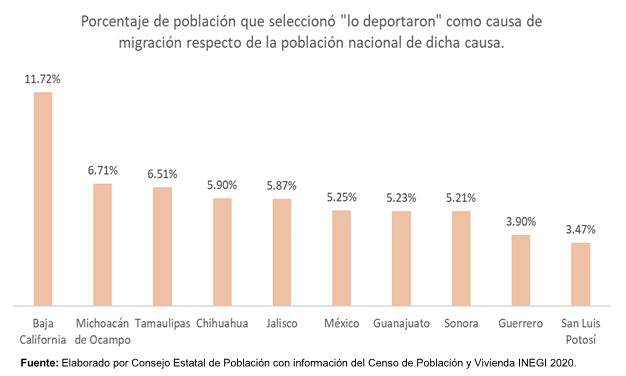 Porcentaje de población que seleccionó "lo deportaron" como causa de
migración respecto de la población nacional de dicha causa.
11.72%
6.71%
6.51%
5.90%
5.87%
5.25%
5.23%
5.21%
3.90%
3.47%
Baja
California
Michoacán
de Ocampo
Tamaulipas
Chihuahua
Jalisco
México
Guanajuato
Sonora
Guerrero
San Luis
Potosí
Fuente: Elaborado por Consejo Estatal de Población con información del Censo de Población y Vivienda INEGI 2020.